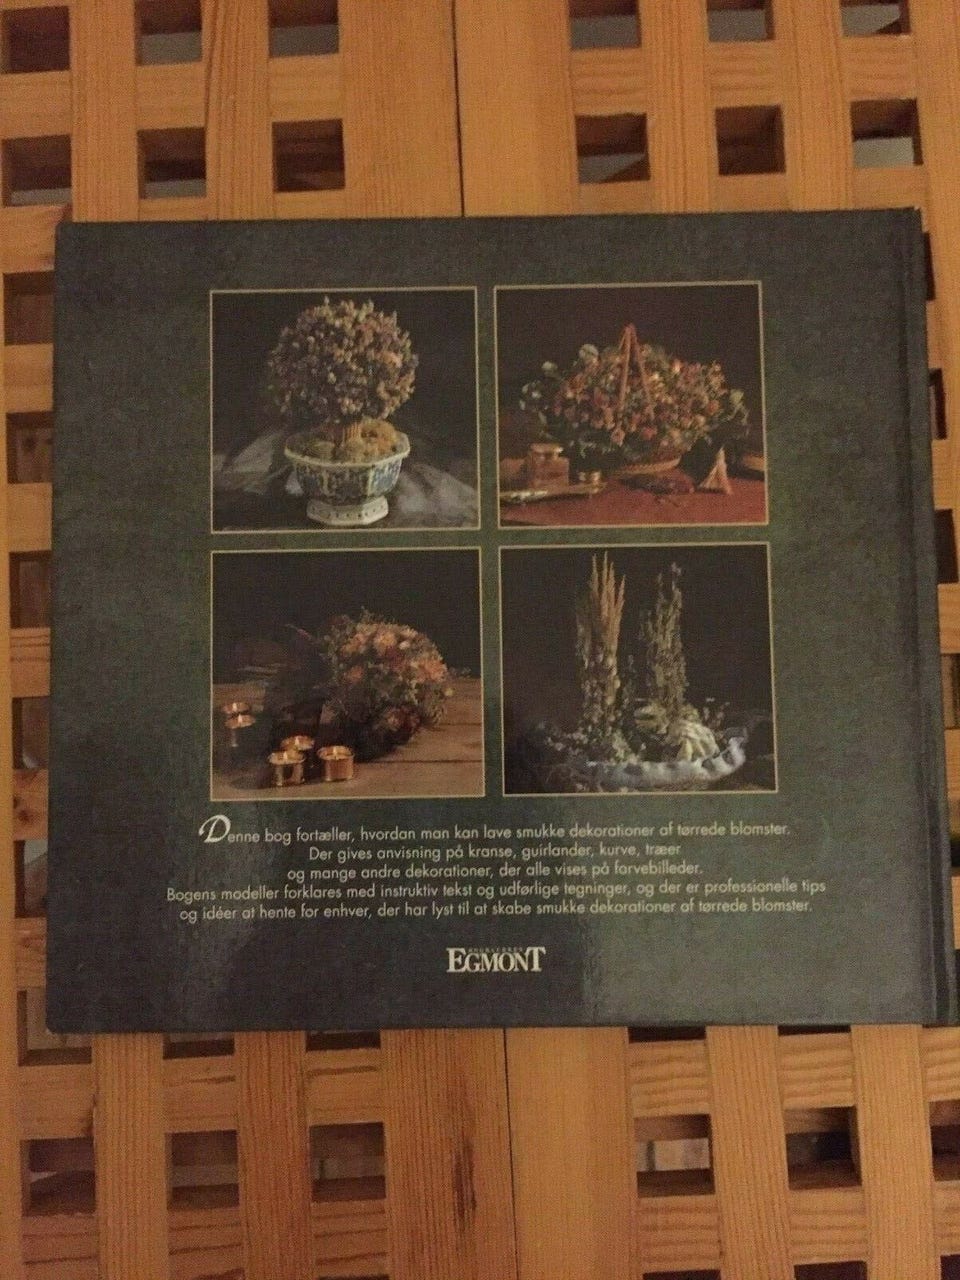 Denne bog fortæller, hvordan man kan lave smukke dekorationer af tørrede blomster.
Der gives anvisning på kranse, guirlander, kurve, træer
og mange andre dekorationer, der alle vises på farvebilleder.
Bogens modeller forklares med instruktiv tekst og udførlige tegninger, og der er professionelle tips
og idéer at hente for enhver, der har lyst til at skabe smukke dekorationer af tørrede blomster.
EGMONT